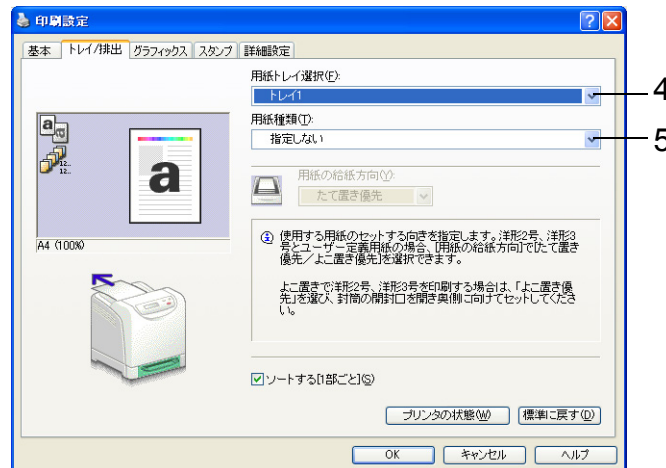 印刷設定
基本 トレイ/排出 グラフィックス スタンプ 詳細設定
用紙トレイ選択(F):
トレイ1
4
用紙種類(T):
指定しない
5
用紙の給紙方向(Y):
たて置き優先
a
a
12..
12..
a
A4 (100%)
使用する用紙のセットする向きを指定します。洋形2号、洋形3
号とユーザー定義用紙の場合、[用紙の給紙方向]で[たて置き
優先／よこ置き優先]を選択できます。
よこ置きで洋形2号、洋形3号を印刷する場合は、「よこ置き優
先」を選び、封筒の開封口を開き奥側に向けてセットしてくださ
い。
ソートする[1部ごと](S)
プリンタの状態(W) 標準に戻す(D)
OK キャンセル ヘルプ